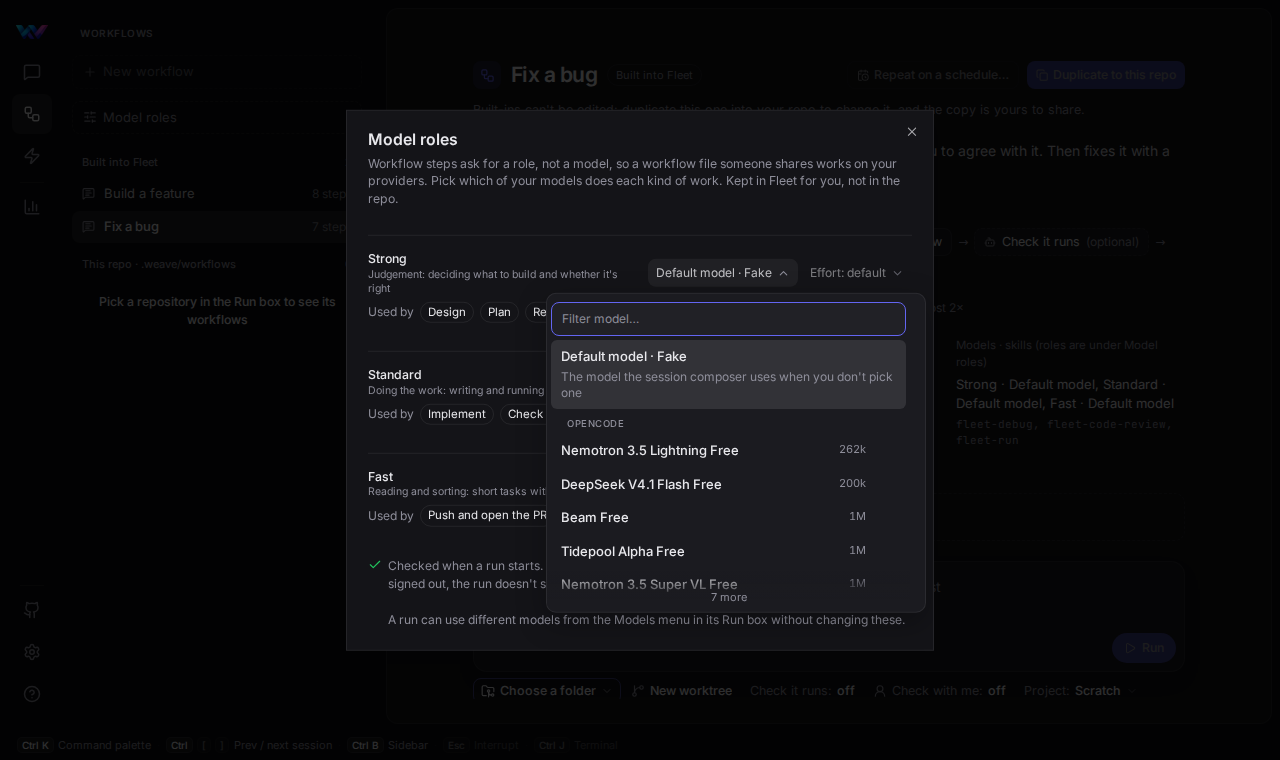 WORKFLOWS
New workflow
Model roles
Built into Fleet
Build a feature
8 step
Fix a bug
7 step
This repo · .weave/workflows
Pick a repository in the Run box to see its
workflows
Fix a bug
Built into Fleet
Repeat on a schedule...
Duplicate to this repo
Built-ins can't be edited: duplicate this one into your repo to change it, and the copy is yours to share.
u to agree with it. Then fixes it with a
w → Check it runs (optional) →
ost 2×
Models · skills (roles are under Model
roles)
Strong · Default model, Standard ·
Default model, Fast · Default model
fleet-debug, fleet-code-review,
fleet-run
Model roles
Workflow steps ask for a role, not a model, so a workflow file someone shares works on your
providers. Pick which of your models does each kind of work. Kept in Fleet for you, not in the
repo.
Strong
Judgement: deciding what to build and whether it's
right
Default model · Fake
Effort: default
Used by Design Plan Re
Standard
Doing the work: writing and running
Used by Implement Check
Fast
Reading and sorting: short tasks wit
Used by Push and open the PR
Checked when a run starts.
signed out, the run doesn't s
A run can use different models from the Models menu in its Run box without changing these.
Filter model...
Default model · Fake
The model the session composer uses when you don't pick
one
OPENCODE
Nemotron 3.5 Lightning Free 262k
DeepSeek V4.1 Flash Free 200k
Beam Free 1M
Tidepool Alpha Free 1M
Nemotron 3.5 Super VL Free 1M
7 more
st
Run
Choose a folder
New worktree
Check it runs: off
Check with me: off
Project: Scratch
Ctrl K Command palette
Ctrl [ ] Prev / next session
Ctrl B Sidebar
Esc Interrupt
Ctrl J Terminal